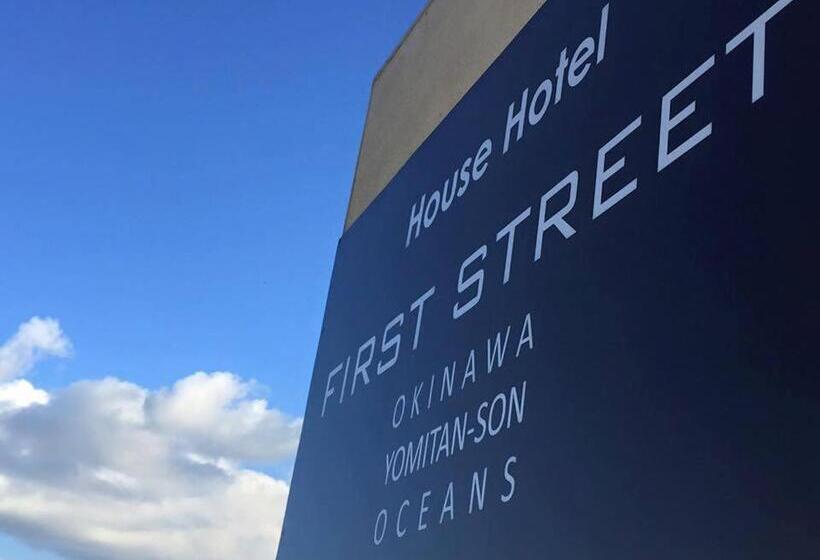 House Hotel
FIRST STREET
OKINAWA
YOMITAN-SON
OCEANS